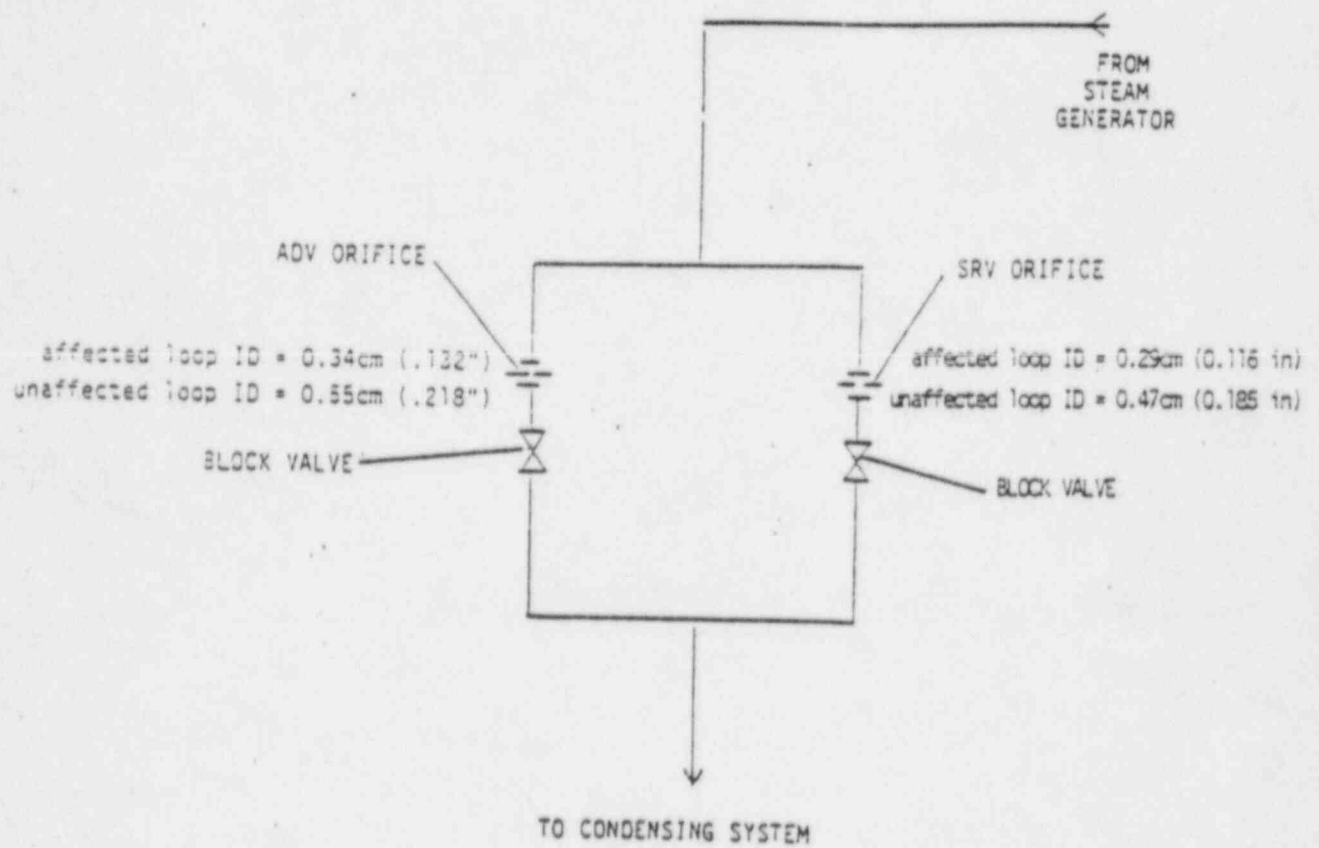 FROM
STEAM
GENERATOR
ADV ORIFICE
SRV ORIFICE
affected loop ID = 0.34cm (.132")
unaffected loop ID = 0.55cm (.218")
affected loop ID = 0.29cm (0.116 in)
unaffected loop ID = 0.47cm (0.185 in)
BLOCK VALVE
BLOCK VALVE
TO CONDENSING SYSTEM